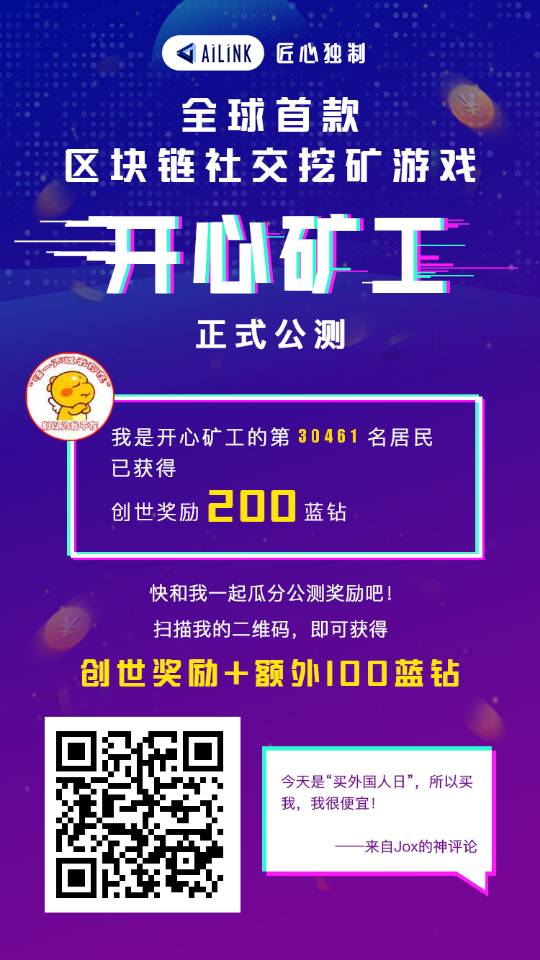 AiLiNK 匠心独制
全球首款
区块链社交挖矿游戏
开心矿工
正式公测
我是开心矿工的第 30461 名居民
已获得
创世奖励 200 蓝钻
快和我一起瓜分公测奖励吧!
扫描我的二维码，即可获得
创世奖励+额外100蓝钻
今天是“买外国人日”，所以买
我，我很便宜!
——来自Jox的神评论